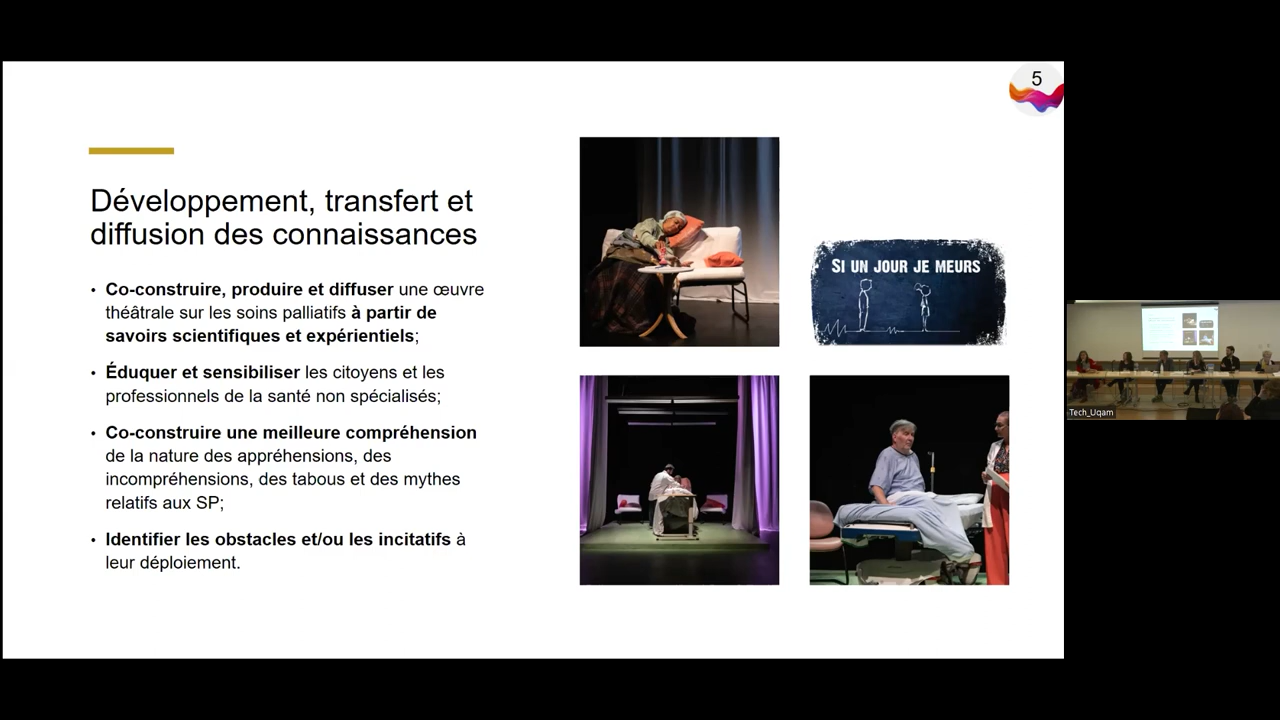 5
Développement, transfert et
diffusion des connaissances
• Co-construire, produire et diffuser une œuvre
théâtrale sur les soins palliatifs à partir de
savoirs scientifiques et expérientiels;
• Éduquer et sensibiliser les citoyens et les
professionnels de la santé non spécialisés;
• Co-construire une meilleure compréhension
de la nature des appréhensions, des
incompréhensions, des tabous et des mythes
relatifs aux SP;
• Identifier les obstacles et/ou les incitatifs à
leur déploiement.
SI UN JOUR JE MEURS
Tech_Uqam